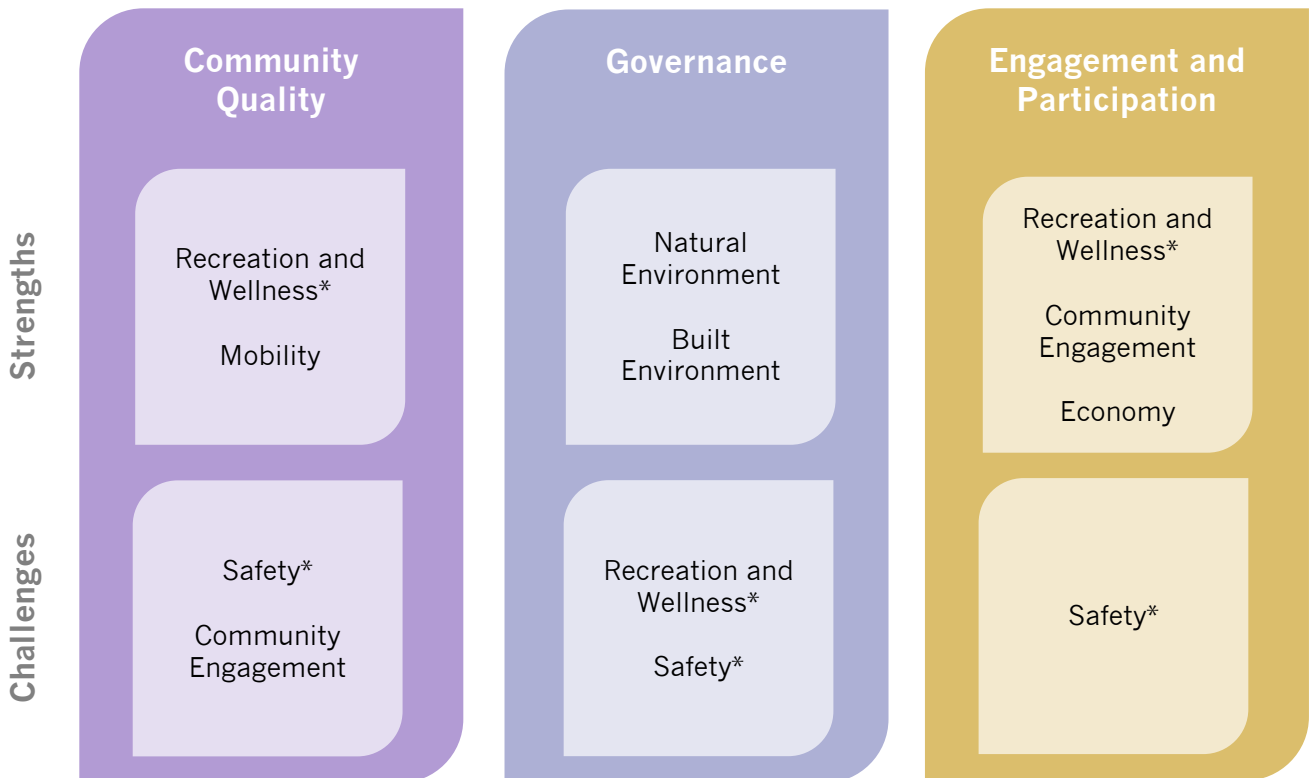 Community
Quality
Governance
Engagement and
Participation
Strengths
Recreation and
Wellness*
Mobility
Natural
Environment
Built
Environment
Recreation and
Wellness*
Community
Engagement
Economy
Challenges
Safety*
Community
Engagement
Recreation and
Wellness*
Safety*
Safety*